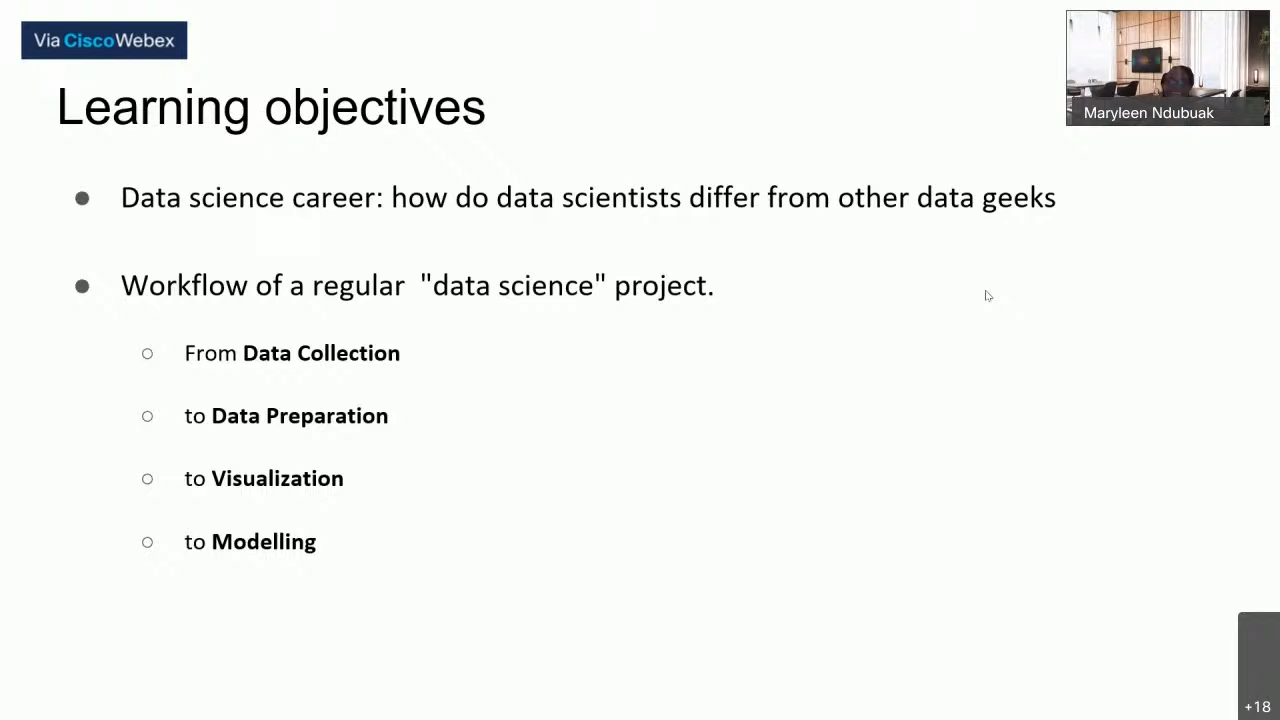 Via CiscoWebex
Maryleen Ndubuak
Learning objectives
● Data science career: how do data scientists differ from other data geeks
● Workflow of a regular "data science" project.
○ From Data Collection
○ to Data Preparation
○ to Visualization
○ to Modelling
+18